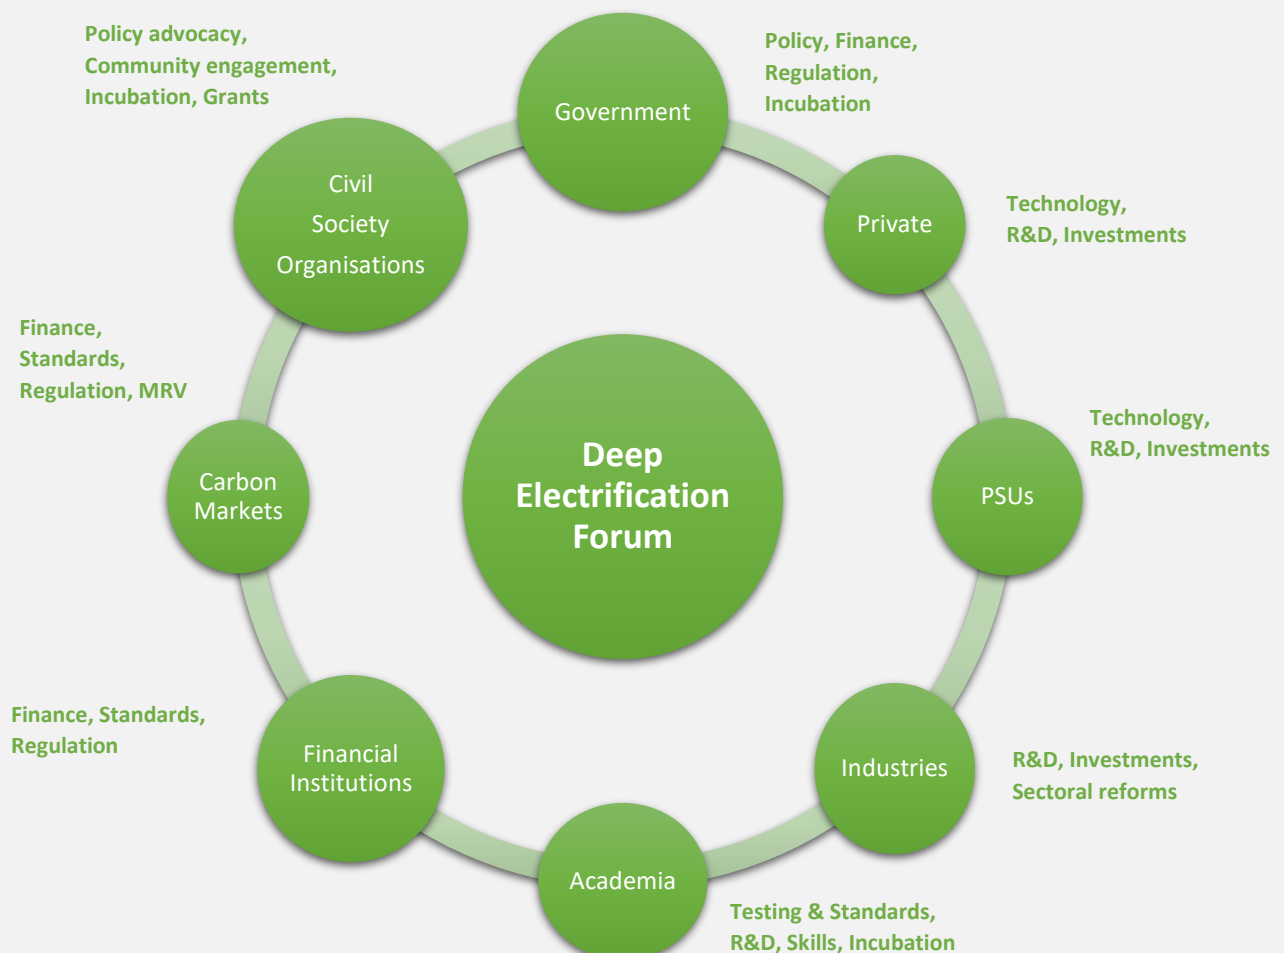 Policy advocacy,
Community engagement,
Incubation, Grants
Government
Policy, Finance,
Regulation,
Incubation
Civil
Society
Organisations
Private
Technology,
R&D, Investments
Finance,
Standards,
Regulation, MRV
Carbon
Markets
Deep
Electrification
Forum
PSUs
Technology,
R&D, Investments
Finance, Standards,
Regulation
Financial
Institutions
Industries
R&D, Investments,
Sectoral reforms
Academia
Testing & Standards,
R&D, Skills, Incubation